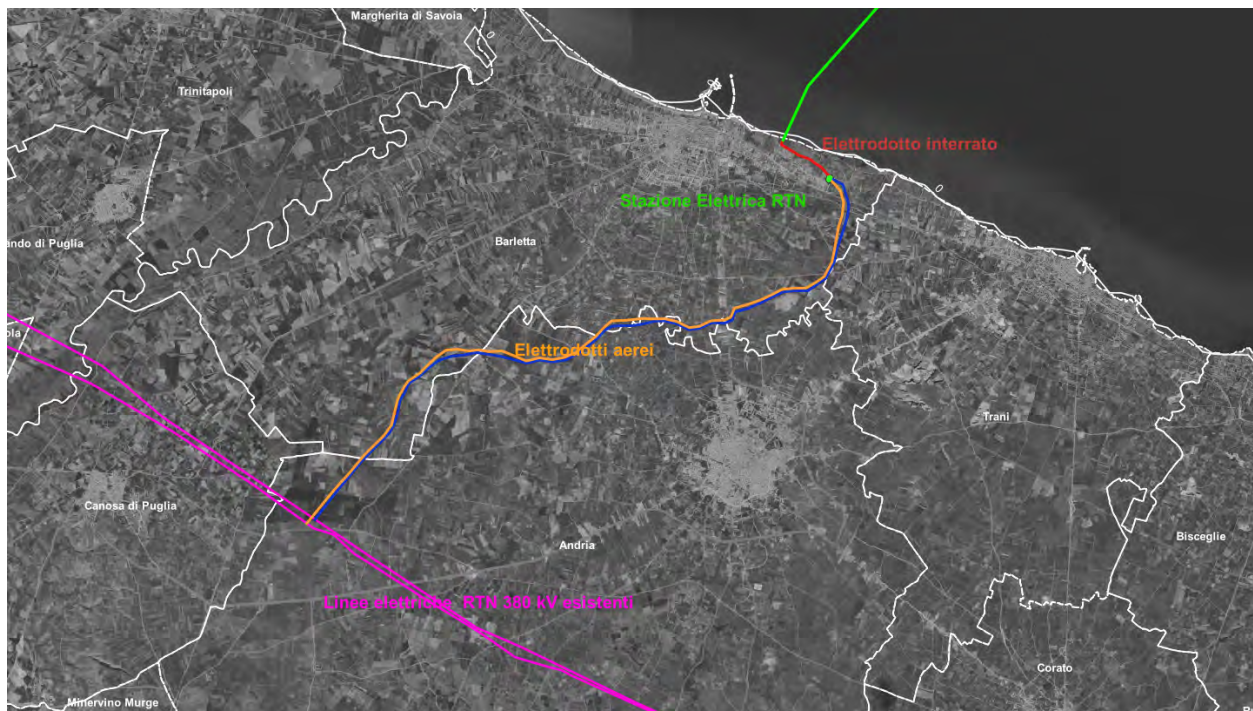 Margherita di Savoia
Trinitapoli
Elettrodotto interrato
Stazione Elettrica RTN
ando di Puglia
Barletta
ola
Elettrodotti aerei
Trani
Canosa di Puglia
Bisceglie
Andria
Linee elettriche RTN 380 kV esistenti
Corato
Minervino Murge